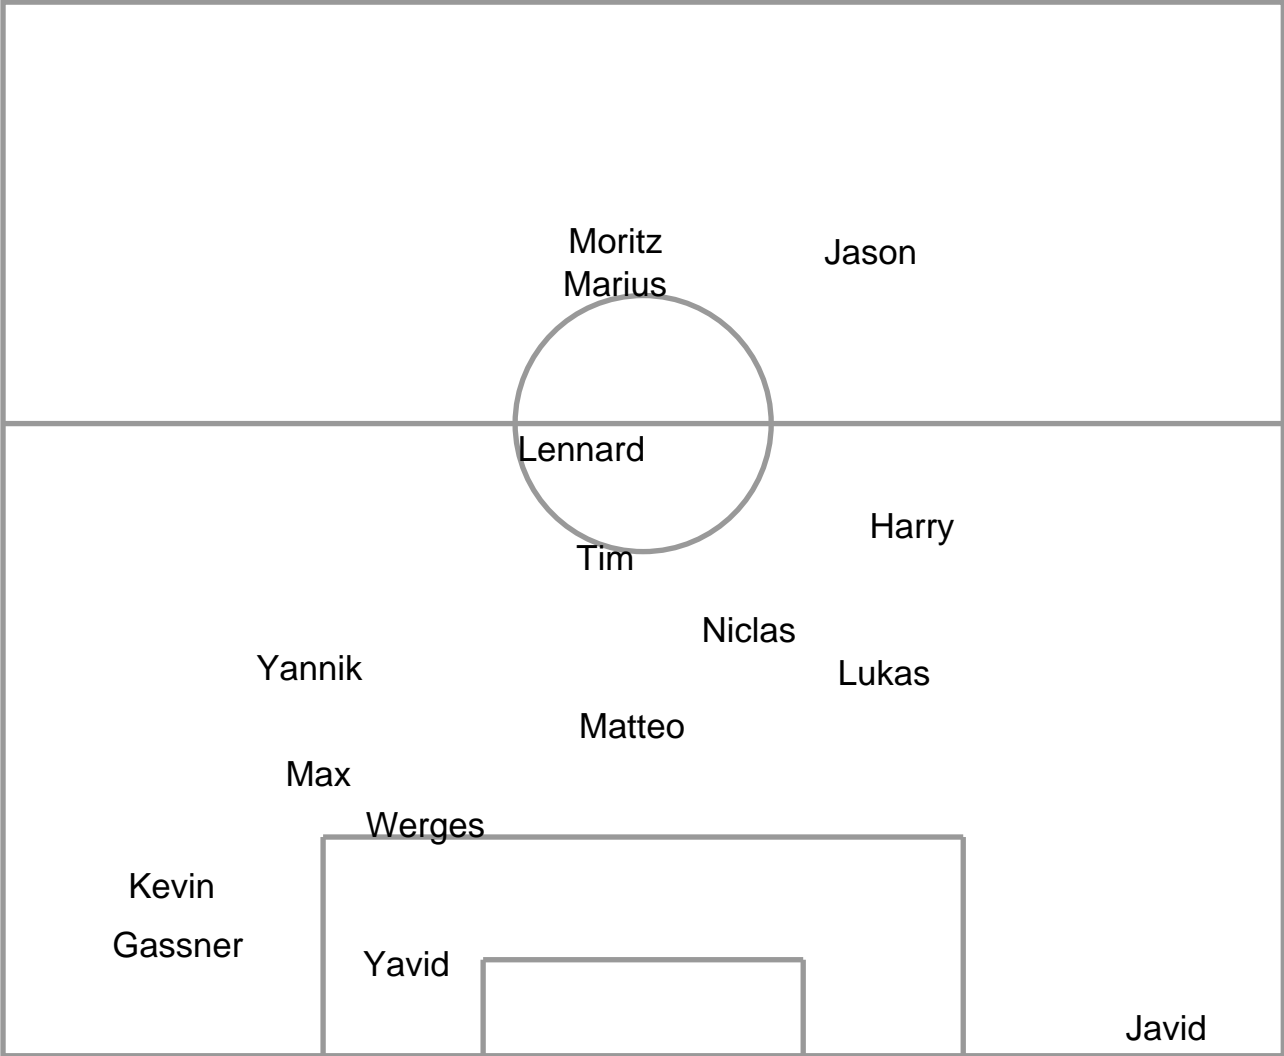 Moritz
Jason
Marius
Lennard
Harry
Tim
Niclas
Yannik
Lukas
Matteo
Max
Werges
Kevin
Gassner
Yavid
Javid